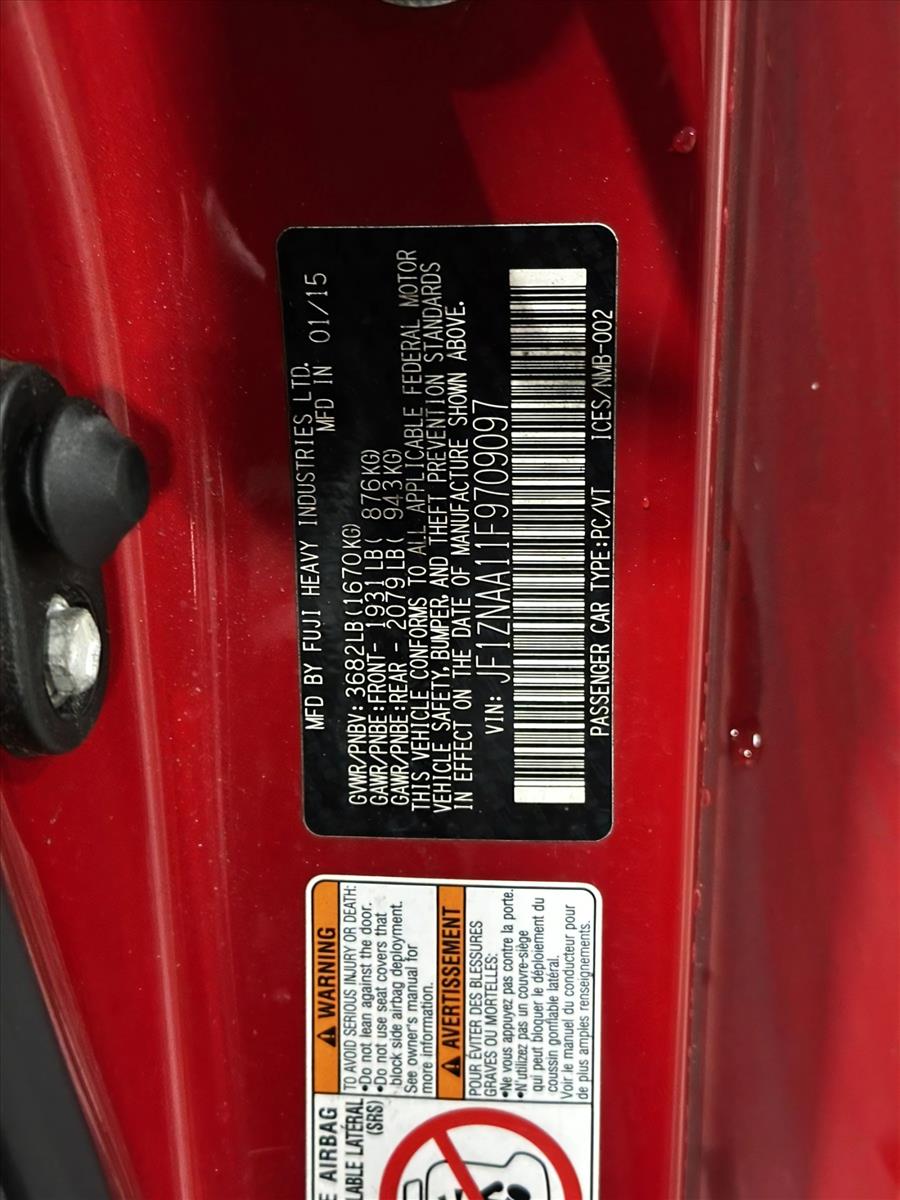 MFD BY FUJI HEAVY INDUSTRIES LTD.
MFD IN 01/15
GVWR/PNBV: 3682LB(1670KG)
GAWR/PNBE:FRONT- 1931LB( 876KG)
GAWR/PNBE:REAR - 2079LB( 943KG)
THIS VEHICLE CONFORMS TO ALL APPLICABLE FEDERAL MOTOR
VEHICLE SAFETY, BUMPER, AND THEFT PREVENTION STANDARDS
IN EFFECT ON THE DATE OF MANUFACTURE SHOWN ABOVE.
VIN: JF1ZNAA11F9709097
PASSENGER CAR TYPE:PC/VT ICES/NMB-002
WARNING
TO AVOID SERIOUS INJURY OR DEATH:
•Do not lean against the door.
•Do not use seat covers that
block side airbag deployment.
See owner's manual for
more information.
AVERTISSEMENT
POUR ÉVITER DES BLESSURES
GRAVES OU MORTELLES:
•Ne vous appuyez pas contre la porte.
•N'utilisez pas un couvre-siège
qui peut bloquer le déploiement du
coussin gonflable latéral.
Voir le manuel du conducteur pour
de plus amples renseignements.
AIRBAG
LATÉRAL
(SRS)